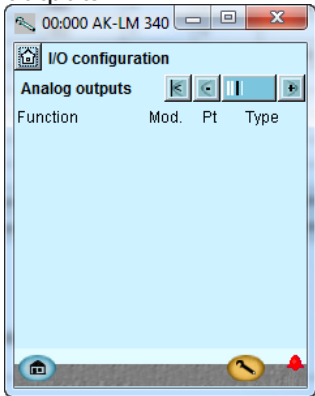 00:000 AK-LM 340
I/O configuration
Analog outputs
Function Mod. Pt Type